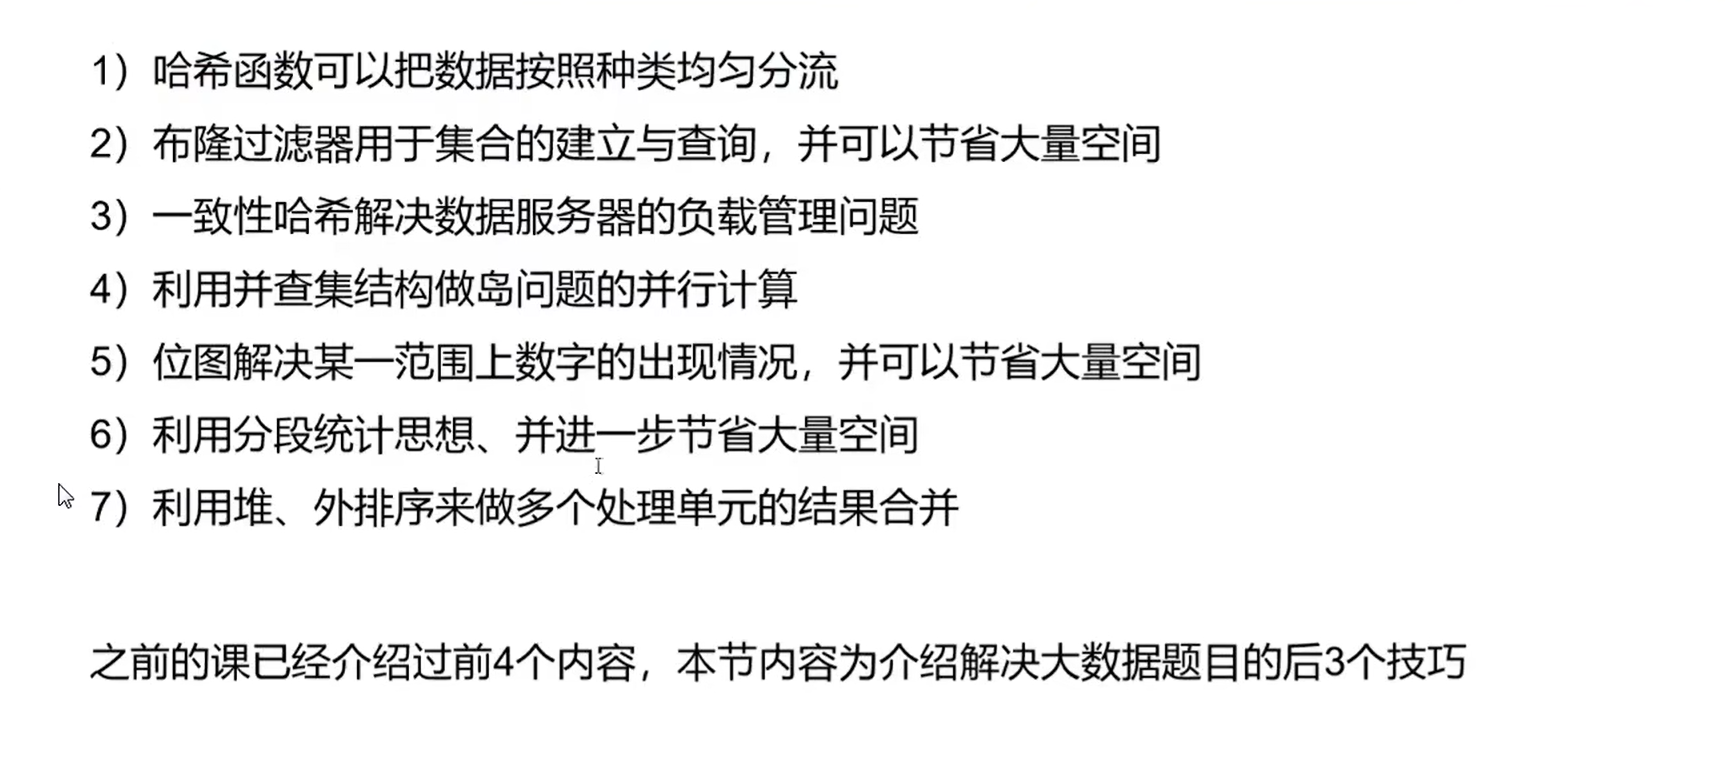 1）哈希函数可以把数据按照种类均匀分流
2）布隆过滤器用于集合的建立与查询，并可以节省大量空间
3）一致性哈希解决数据服务器的负载管理问题
4）利用并查集结构做岛问题的并行计算
5）位图解决某一范围上数字的出现情况，并可以节省大量空间
6）利用分段统计思想、并进一步节省大量空间
7）利用堆、外排序来做多个处理单元的结果合并
之前的课已经介绍过前4个内容，本节内容为介绍解决大数据题目的后3个技巧